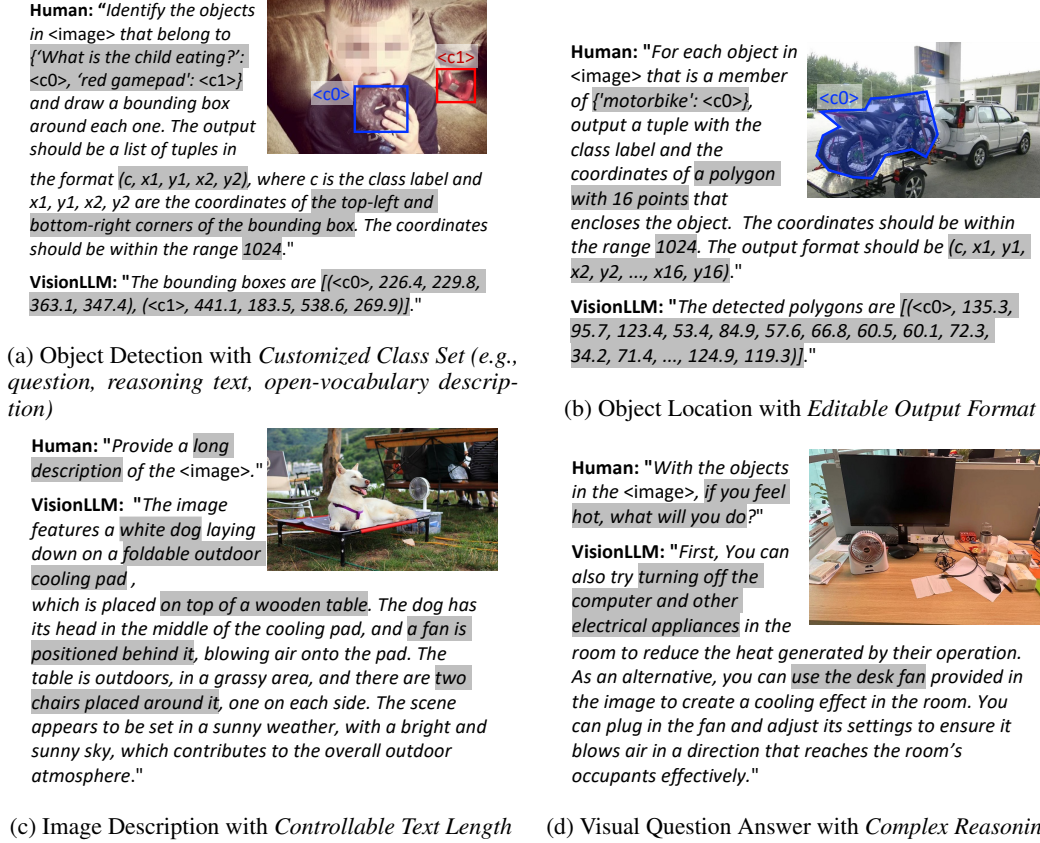 Human: "Identify the objects
in <image> that belong to
{'What is the child eating?':
<c0>, 'red gamepad': <c1>}
and draw a bounding box
around each one. The output
should be a list of tuples in
the format (c, x1, y1, x2, y2), where c is the class label and
x1, y1, x2, y2 are the coordinates of the top-left and
bottom-right corners of the bounding box. The coordinates
should be within the range 1024."
<c0>
<c1>
VisionLLM: "The bounding boxes are [(<c0>, 226.4, 229.8,
363.1, 347.4), (<c1>, 441.1, 183.5, 538.6, 269.9)]."
(a) Object Detection with Customized Class Set (e.g.,
question, reasoning text, open-vocabulary descrip-
tion)
Human: "For each object in
<image> that is a member
of {'motorbike': <c0>},
output a tuple with the
class label and the
coordinates of a polygon
with 16 points that
encloses the object. The coordinates should be within
the range 1024. The output format should be (c, x1, y1,
x2, y2, ..., x16, y16)."
<c0>
VisionLLM: "The detected polygons are [(<c0>, 135.3,
95.7, 123.4, 53.4, 84.9, 57.6, 66.8, 60.5, 60.1, 72.3,
34.2, 71.4, ..., 124.9, 119.3)]."
(b) Object Location with Editable Output Format
Human: "Provide a long
description of the <image>."
VisionLLM: "The image
features a white dog laying
down on a foldable outdoor
cooling pad ,
which is placed on top of a wooden table. The dog has
its head in the middle of the cooling pad, and a fan is
positioned behind it, blowing air onto the pad. The
table is outdoors, in a grassy area, and there are two
chairs placed around it, one on each side. The scene
appears to be set in a sunny weather, with a bright and
sunny sky, which contributes to the overall outdoor
atmosphere."
(c) Image Description with Controllable Text Length
Human: "With the objects
in the <image>, if you feel
hot, what will you do?"
VisionLLM: "First, You can
also try turning off the
computer and other
electrical appliances in the
room to reduce the heat generated by their operation.
As an alternative, you can use the desk fan provided in
the image to create a cooling effect in the room. You
can plug in the fan and adjust its settings to ensure it
blows air in a direction that reaches the room's
occupants effectively."
(d) Visual Question Answer with Complex Reasonin